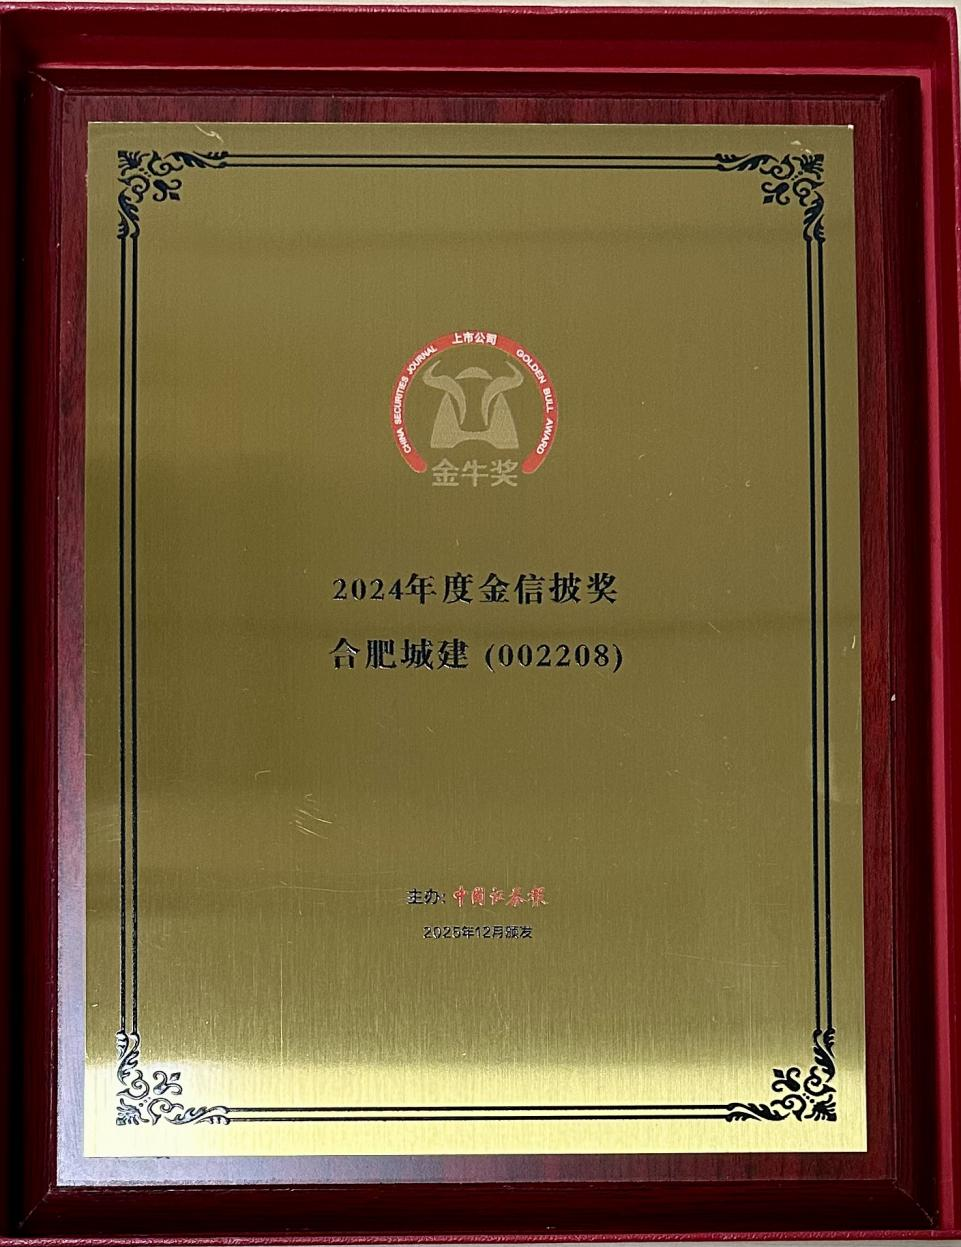 上市公司
CHINA SECURITIES JOURNAL GOLDEN BULL AWARD
金牛奖
2024年度金信披奖
合肥城建 (002208)
主办: 中國证券报
2025年12月颁发